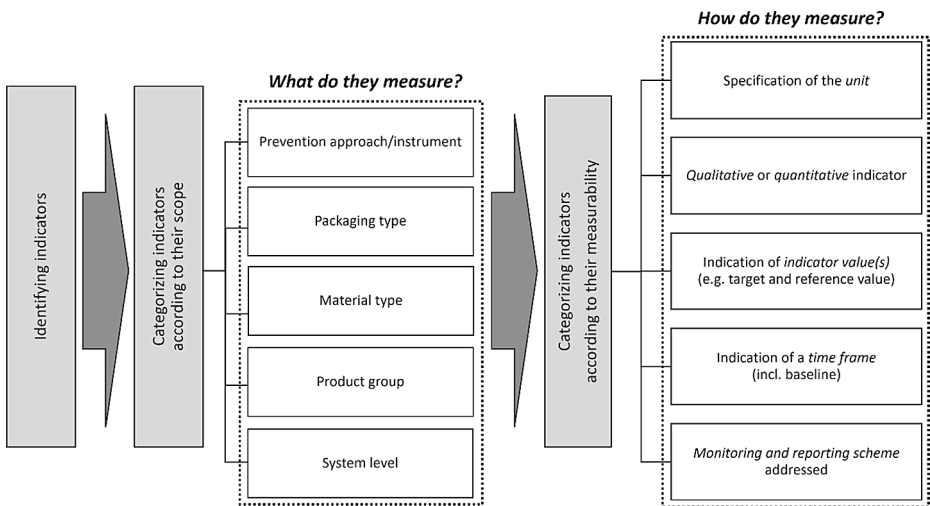 Identifying indicators
Categorizing indicators
according to their scope
What do they measure?
Prevention approach/instrument
Packaging type
Material type
Product group
System level
Categorizing indicators
according to their measurability
How do they measure?
Specification of the unit
Qualitative or quantitative indicator
Indication of indicator value(s)
(e.g. target and reference value)
Indication of a time frame
(incl. baseline)
Monitoring and reporting scheme
addressed